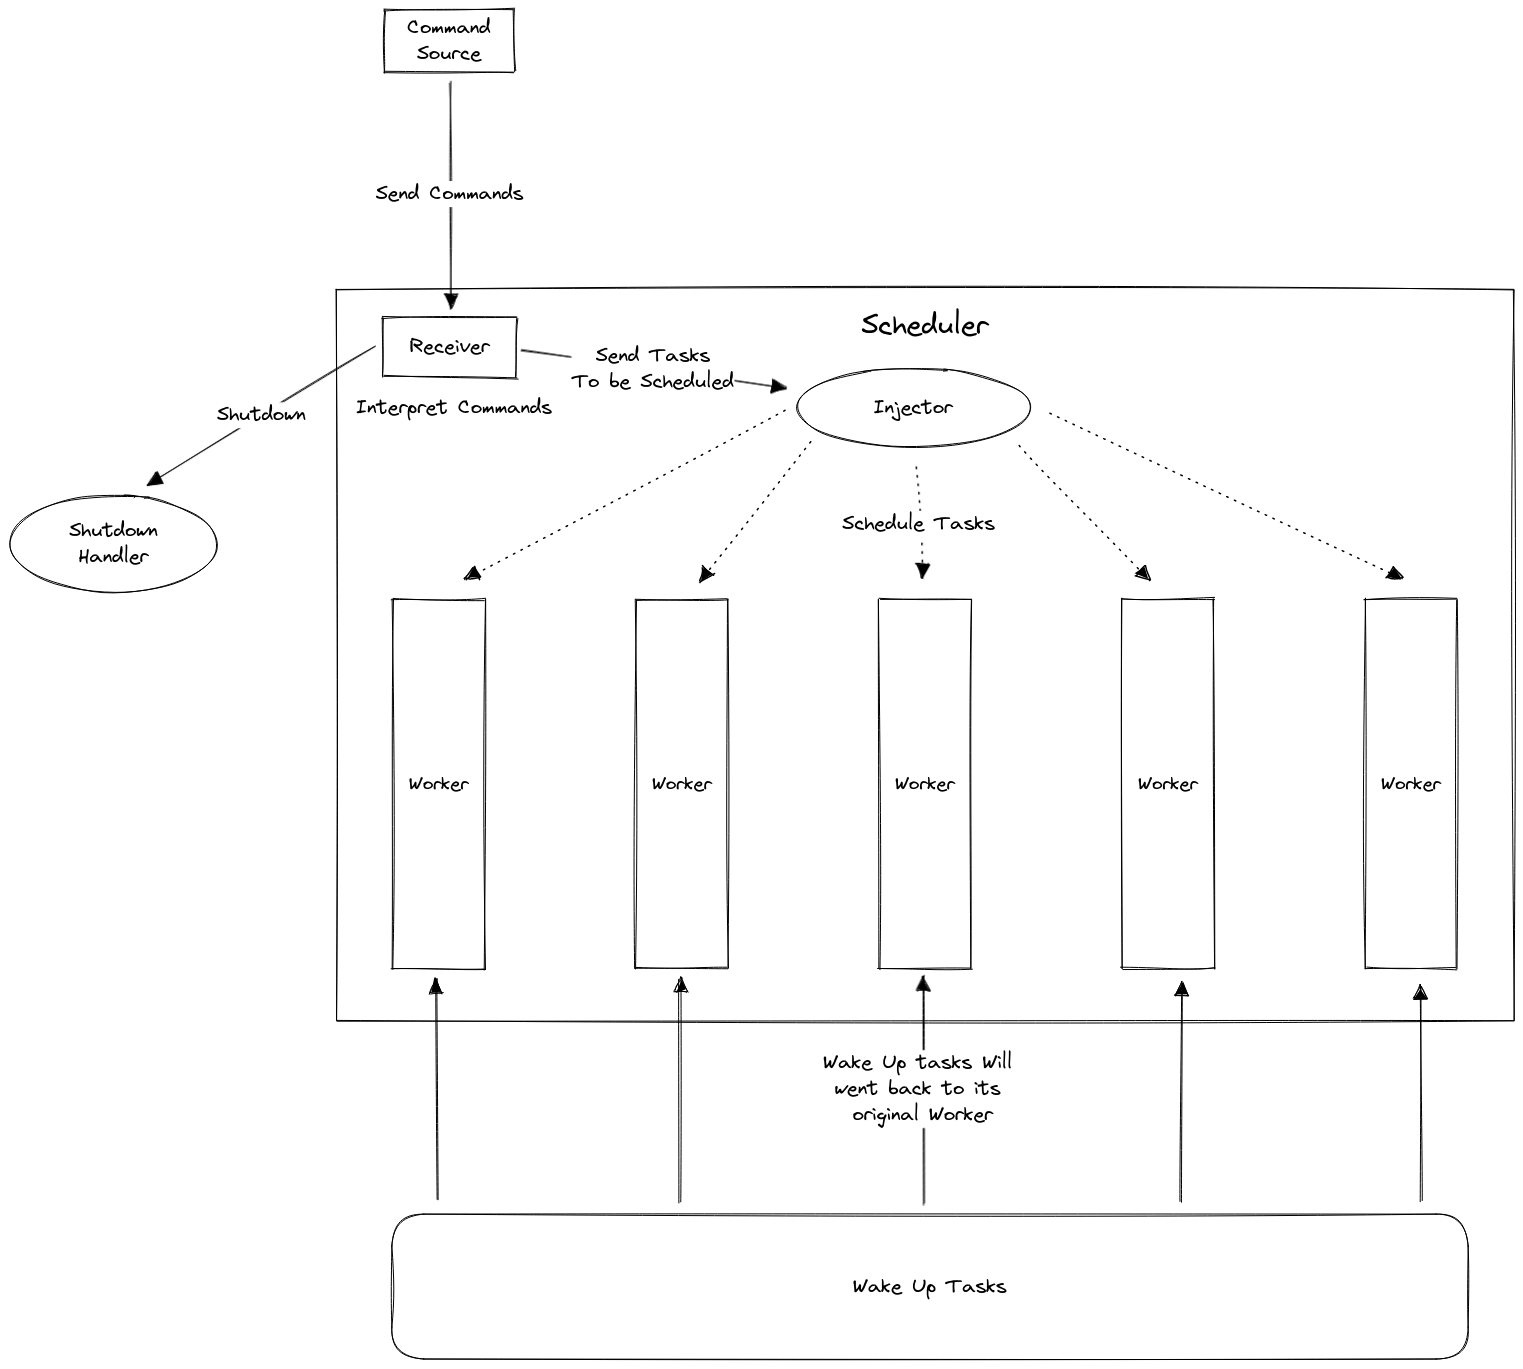 Command
Source
Send Commands
Scheduler
Receiver
Send Tasks
To be Scheduled
Interpret Commands
Injector
Shutdown
Shutdown
Handler
Schedule Tasks
Worker
Worker
Worker
Worker
Worker
Wake Up tasks Will
went back to its
original Worker
Wake Up Tasks